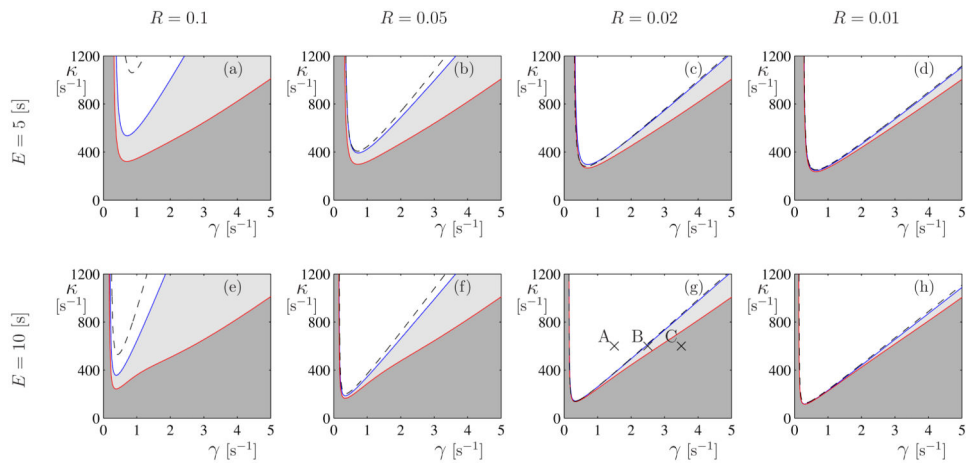 R = 0.1 R = 0.05 R = 0.02 R = 0.01
E = 5 [s]
1200 κ [s⁻¹] 800 400 0 (a)
0 1 2 3 4 5
γ [s⁻¹]
1200 κ [s⁻¹] 800 400 0 (b)
0 1 2 3 4 5
γ [s⁻¹]
1200 κ [s⁻¹] 800 400 0 (c)
0 1 2 3 4 5
γ [s⁻¹]
1200 κ [s⁻¹] 800 400 0 (d)
0 1 2 3 4 5
γ [s⁻¹]
E = 10 [s]
1200 κ [s⁻¹] 800 400 0 (e)
0 1 2 3 4 5
γ [s⁻¹]
1200 κ [s⁻¹] 800 400 0 (f)
0 1 2 3 4 5
γ [s⁻¹]
1200 κ [s⁻¹] 800 400 0 (g)
A B C
0 1 2 3 4 5
γ [s⁻¹]
1200 κ [s⁻¹] 800 400 0 (h)
0 1 2 3 4 5
γ [s⁻¹]